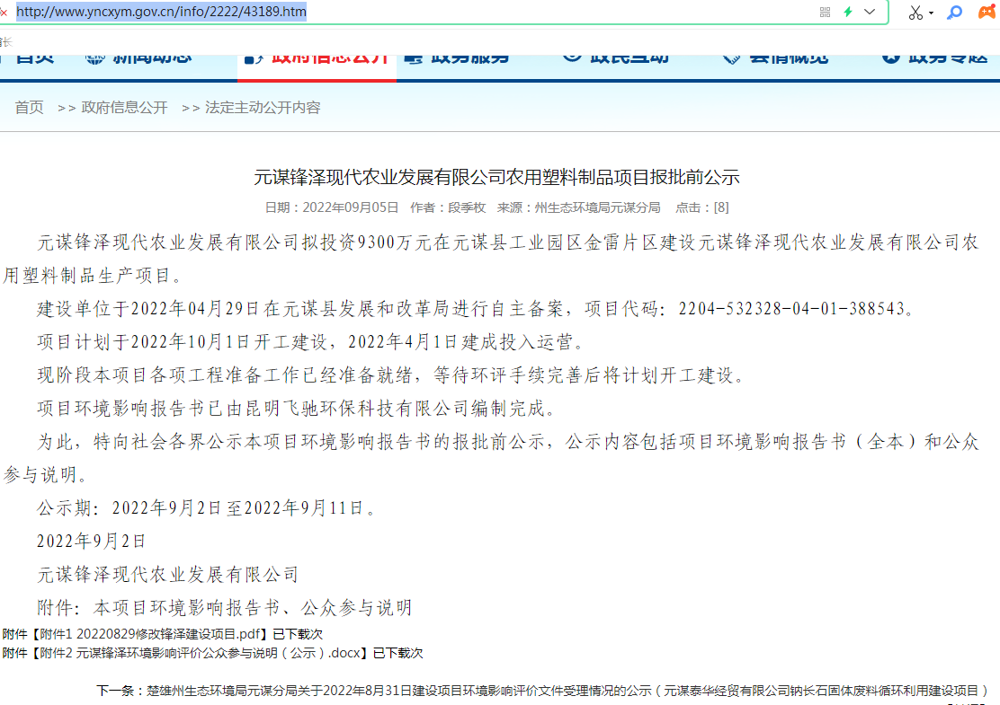 http://www.yncxym.gov.cn/info/2222/43189.htm
首页 新闻动态 政府信息公开 政务服务 政民互动 县情概览 政务专题
首页 >> 政府信息公开 >> 法定主动公开内容
元谋锋泽现代农业发展有限公司农用塑料制品项目报批前公示
日期：2022年09月05日 作者：段季枚 来源：州生态环境局元谋分局 点击：[8]
元谋锋泽现代农业发展有限公司拟投资9300万元在元谋县工业园区金雷片区建设元谋锋泽现代农业发展有限公司农
用塑料制品生产项目。
建设单位于2022年04月29日在元谋县发展和改革局进行自主备案，项目代码：2204-532328-04-01-388543。
项目计划于2022年10月1日开工建设，2022年4月1日建成投入运营。
现阶段本项目各项工程准备工作已经准备就绪，等待环评手续完善后将计划开工建设。
项目环境影响报告书已由昆明飞驰环保科技有限公司编制完成。
为此，特向社会各界公示本项目环境影响报告书的报批前公示，公示内容包括项目环境影响报告书（全本）和公众
参与说明。
公示期：2022年9月2日至2022年9月11日。
2022年9月2日
元谋锋泽现代农业发展有限公司
附件：本项目环境影响报告书、公众参与说明
附件【附件1 20220829修改锋泽建设项目.pdf】已下载次
附件【附件2 元谋锋泽环境影响评价公众参与说明（公示）.docx】已下载次
下一条：楚雄州生态环境局元谋分局关于2022年8月31日建设项目环境影响评价文件受理情况的公示（元谋泰华经贸有限公司钠长石固体废料循环利用建设项目）